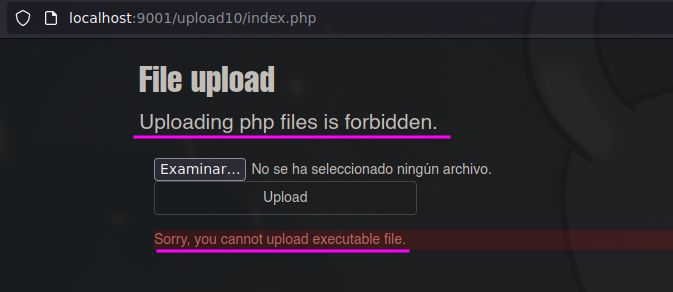 localhost:9001/upload10/index.php
File upload
Uploading php files is forbidden.
Examinar... No se ha seleccionado ningún archivo.
Upload
Sorry, you cannot upload executable file.